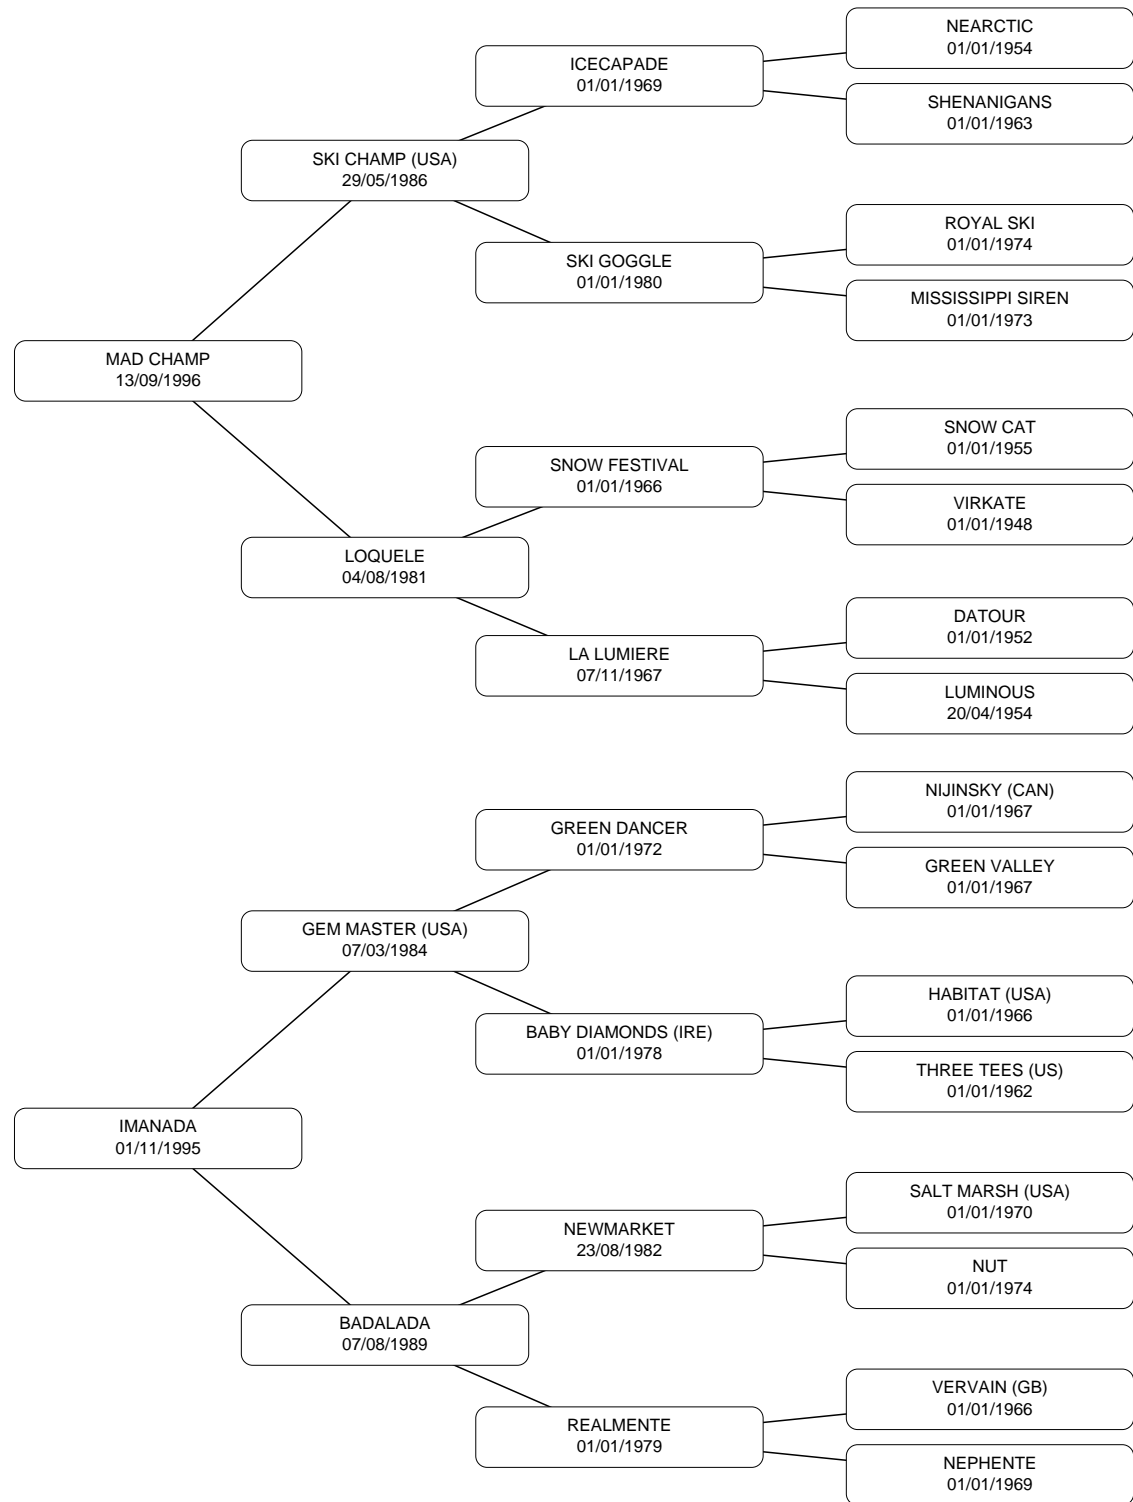 NEARCTIC
01/01/1954
ICECAPADE
01/01/1969
SHENANIGANS
01/01/1963
SKI CHAMP (USA)
29/05/1986
ROYAL SKI
01/01/1974
SKI GOGGLE
01/01/1980
MISSISSIPPI SIREN
01/01/1973
MAD CHAMP
13/09/1996
SNOW CAT
01/01/1955
SNOW FESTIVAL
01/01/1966
VIRKATE
01/01/1948
LOQUELE
04/08/1981
DATOUR
01/01/1952
LA LUMIERE
07/11/1967
LUMINOUS
20/04/1954
NIJINSKY (CAN)
01/01/1967
GREEN DANCER
01/01/1972
GREEN VALLEY
01/01/1967
GEM MASTER (USA)
07/03/1984
HABITAT (USA)
01/01/1966
BABY DIAMONDS (IRE)
01/01/1978
THREE TEES (US)
01/01/1962
IMANADA
01/11/1995
SALT MARSH (USA)
01/01/1970
NEWMARKET
23/08/1982
NUT
01/01/1974
BADALADA
07/08/1989
VERVAIN (GB)
01/01/1966
REALMENTE
01/01/1979
NEPHENTE
01/01/1969